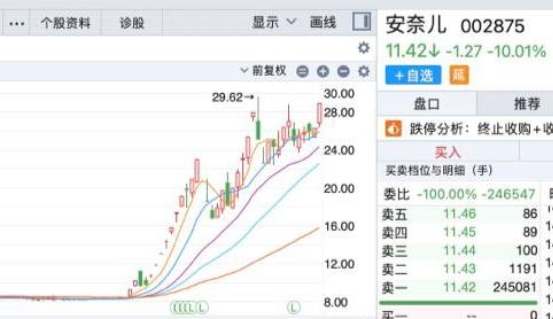 ... 个股资料 诊股 显示 画线
前复权
29.62→
30.00
28.00
24.00
20.00
16.00
12.00
8.00
LL
L
安奈儿 002875
11.42↓ -1.27 -10.01%
+自选 延
盘口 推荐
跌停分析：终止收购+收
买入
买卖档位与明细（手）
委比 -100.00% -246547
卖五 11.46 86
卖四 11.45 89
卖三 11.44 100
卖二 11.43 1191
卖一 11.42 245081
买一 -- 0